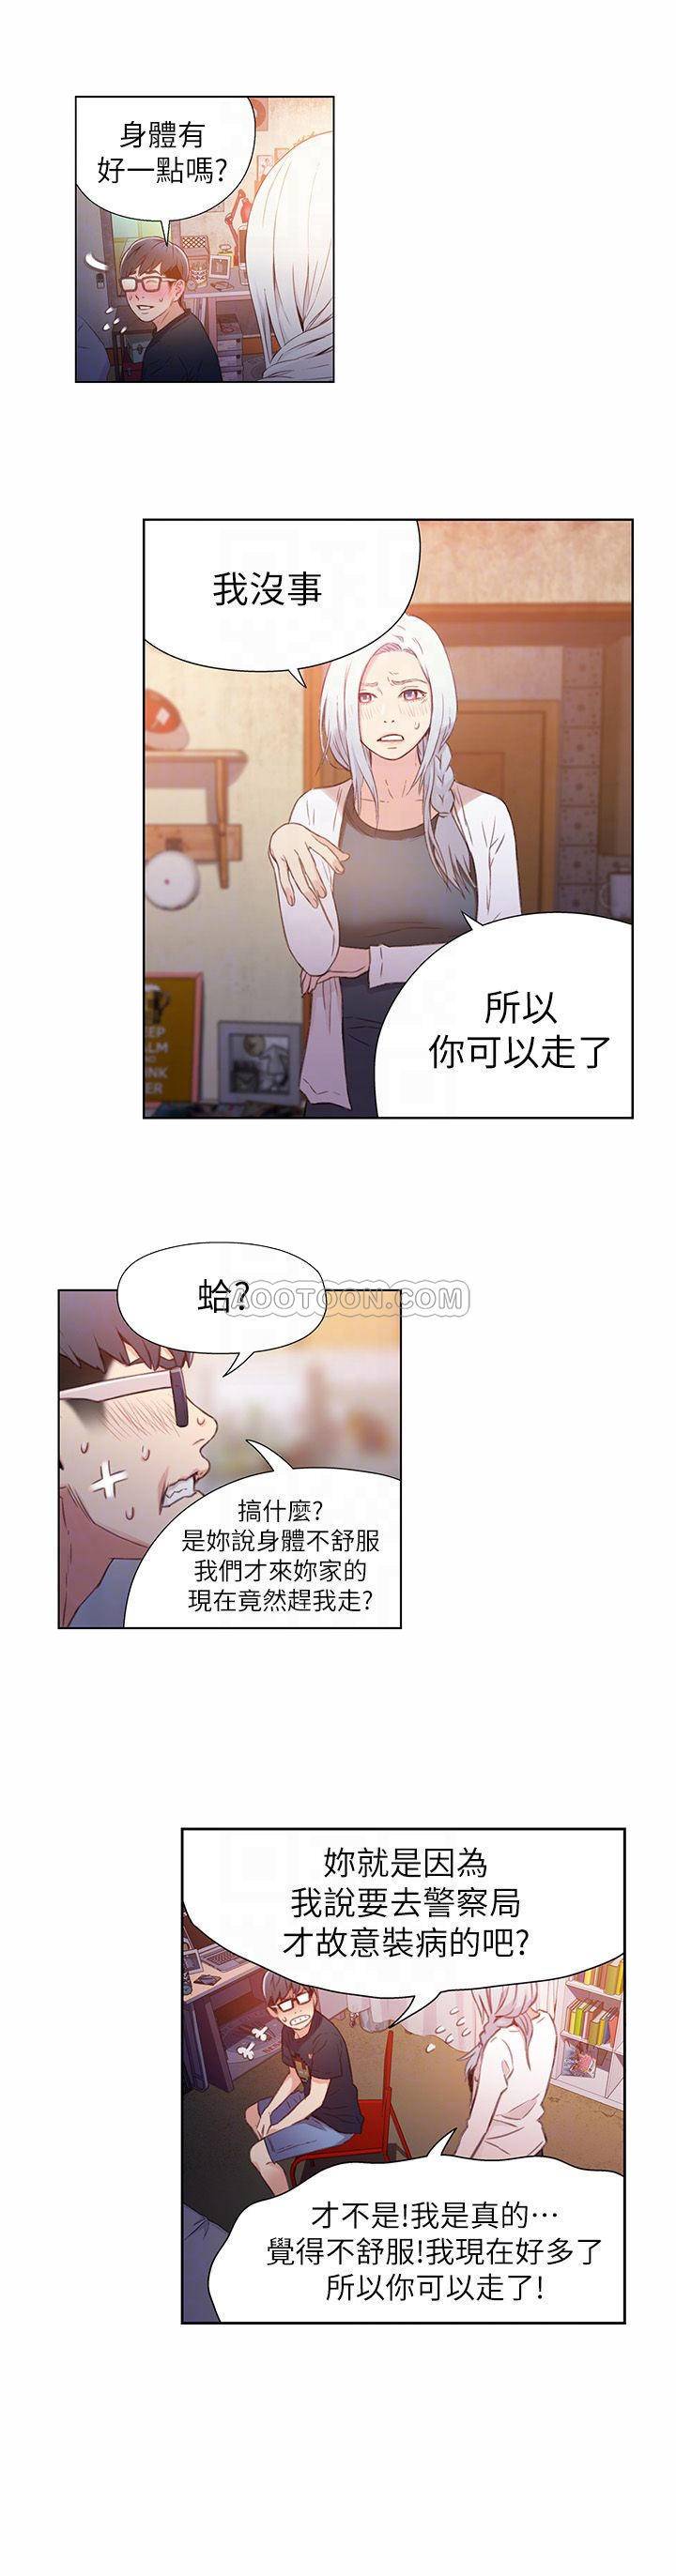 身體有
好一點嗎?
我沒事
所以
你可以走了
KEEP
CALM
AND
蛤?
AOOTOON.COM
搞什麼?
是妳說身體不舒服
我們才來妳家的
現在竟然趕我走?
妳就是因為
我說要去警察局
才故意裝病的吧?
才不是!我是真的…
覺得不舒服!我現在好多了
所以你可以走了!